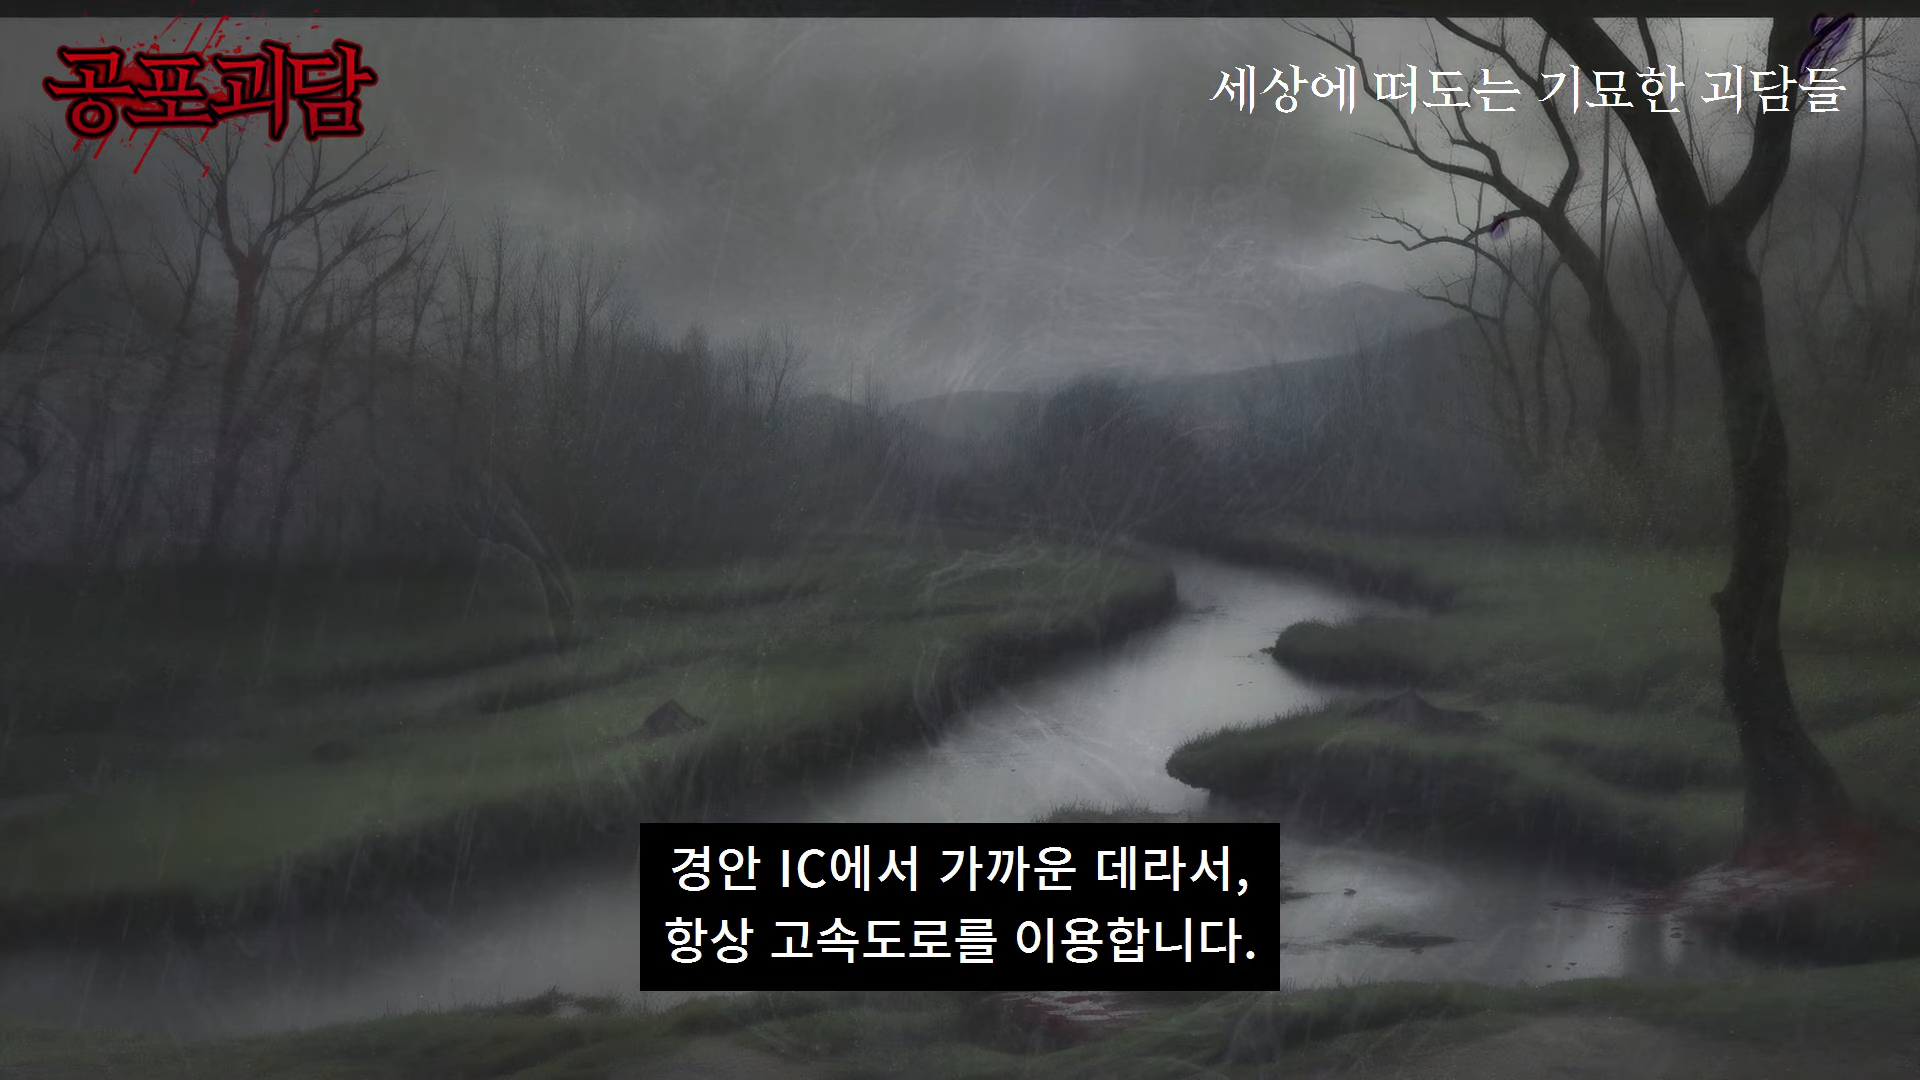 공포괴담
세상에 떠도는 기묘한 괴담들
경안 IC에서 가까운 데라서,
항상 고속도로를 이용합니다.